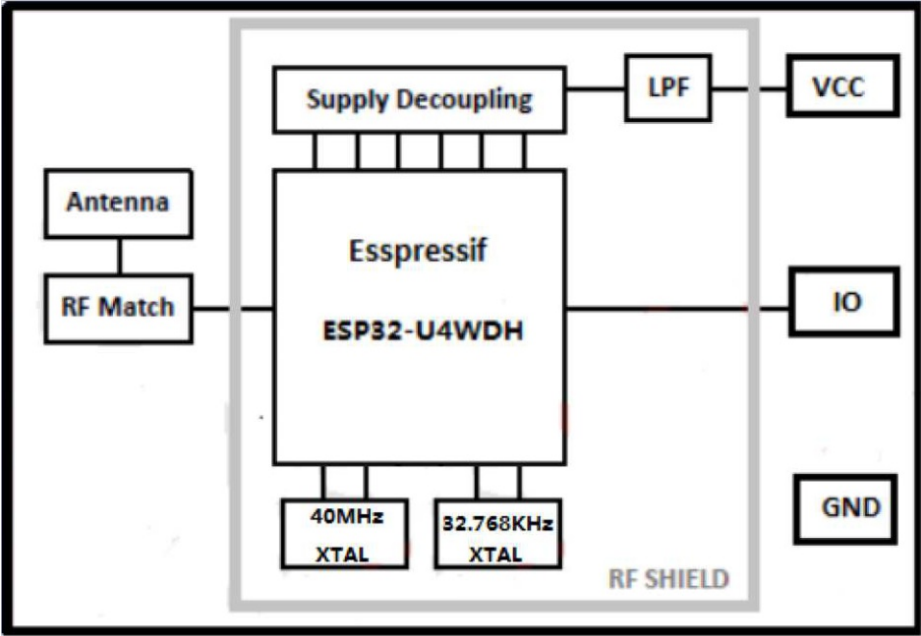 Supply Decoupling
LPF
VCC
Antenna
RF Match
Esspressif
ESP32-U4WDH
IO
40MHz
XTAL
32.768KHz
XTAL
GND
RF SHIELD